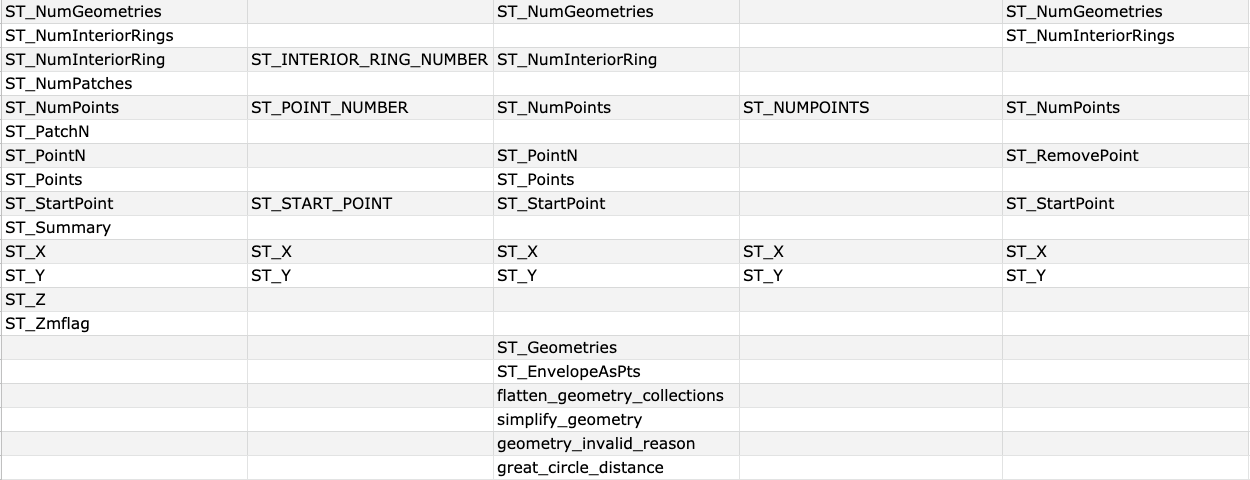 ST_NumGeometries ST_NumGeometries ST_NumGeometries
ST_NumInteriorRings ST_NumInteriorRings
ST_NumInteriorRing ST_INTERIOR_RING_NUMBER ST_NumInteriorRing
ST_NumPatches
ST_NumPoints ST_POINT_NUMBER ST_NumPoints ST_NUMPOINTS ST_NumPoints
ST_PatchN
ST_PointN ST_PointN ST_RemovePoint
ST_Points ST_Points
ST_StartPoint ST_START_POINT ST_StartPoint ST_StartPoint
ST_Summary
ST_X ST_X ST_X ST_X ST_X
ST_Y ST_Y ST_Y ST_Y ST_Y
ST_Z
ST_Zmflag
ST_Geometries
ST_EnvelopeAsPts
flatten_geometry_collections
simplify_geometry
geometry_invalid_reason
great_circle_distance